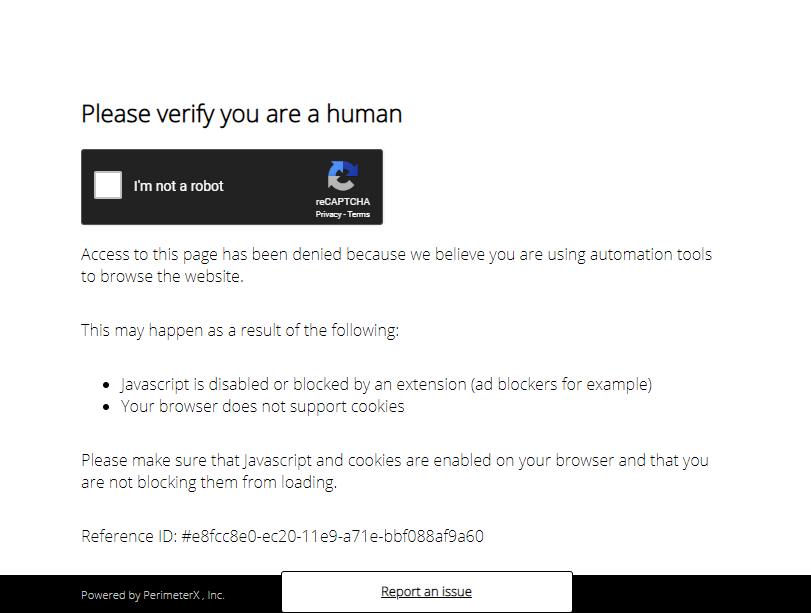 Please verify you are a human
I'm not a robot
reCAPTCHA
Privacy - Terms
Access to this page has been denied because we believe you are using automation tools
to browse the website.
This may happen as a result of the following:
• Javascript is disabled or blocked by an extension (ad blockers for example)
• Your browser does not support cookies
Please make sure that Javascript and cookies are enabled on your browser and that you
are not blocking them from loading.
Reference ID: #e8fcc8e0-ec20-11e9-a71e-bbf088af9a60
Powered by PerimeterX , Inc.
Report an issue